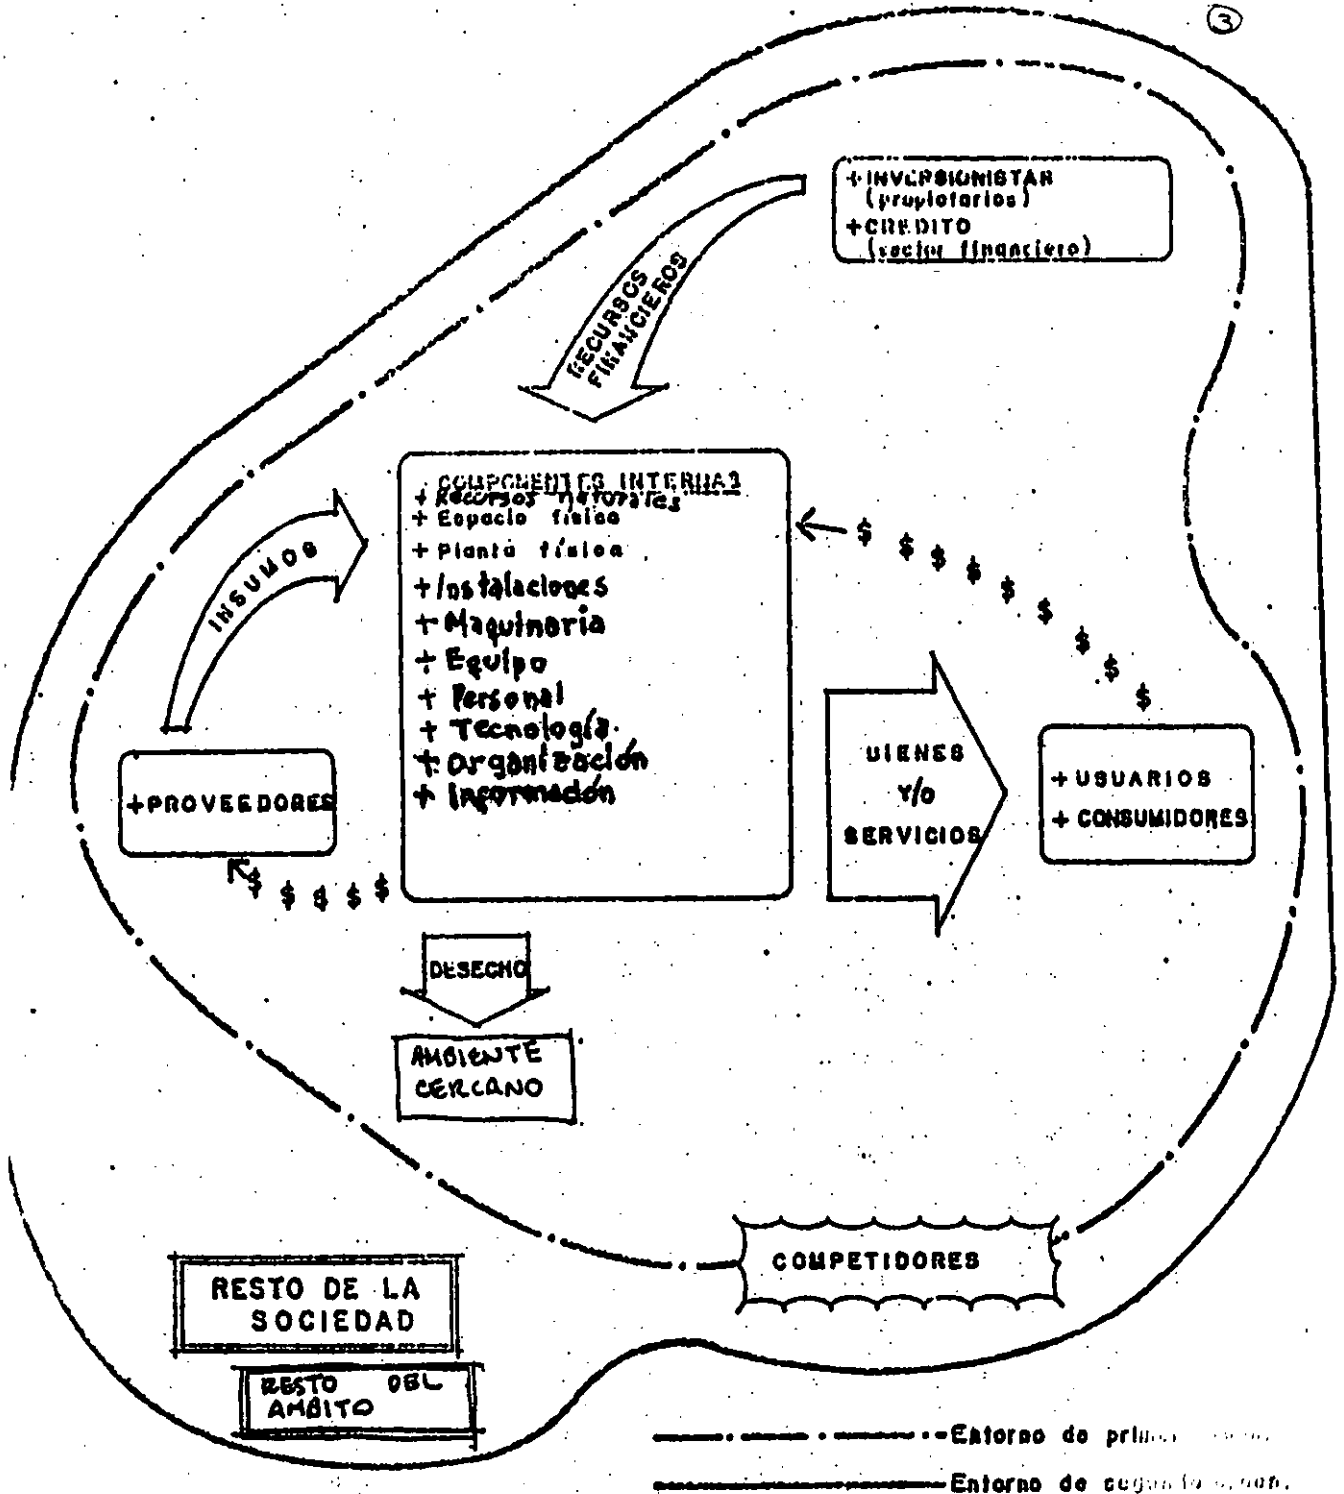 3
+ INVERSIONISTAR
(propietarios)
+ CREDITO
(sector financiero)
RECURSOS
FINANCIEROS
COMPONENTES INTERNAS
+ Recursos naturales
+ Espacio físico
+ Planta física
+ Instalaciones
+ Maquinaria
+ Equipo
+ Personal
+ Tecnología
+ Organización
+ Información
INSUMOS
$ $ $ $ $ $ $ $ $
+ PROVEEDORES
$ $ $ $ $
BIENES
Y/O
SERVICIOS
+ USUARIOS
+ CONSUMIDORES
DESECHO
AMBIENTE
CERCANO
COMPETIDORES
RESTO DE LA
SOCIEDAD
RESTO DEL
AMBITO
Entorno de
Entorno de